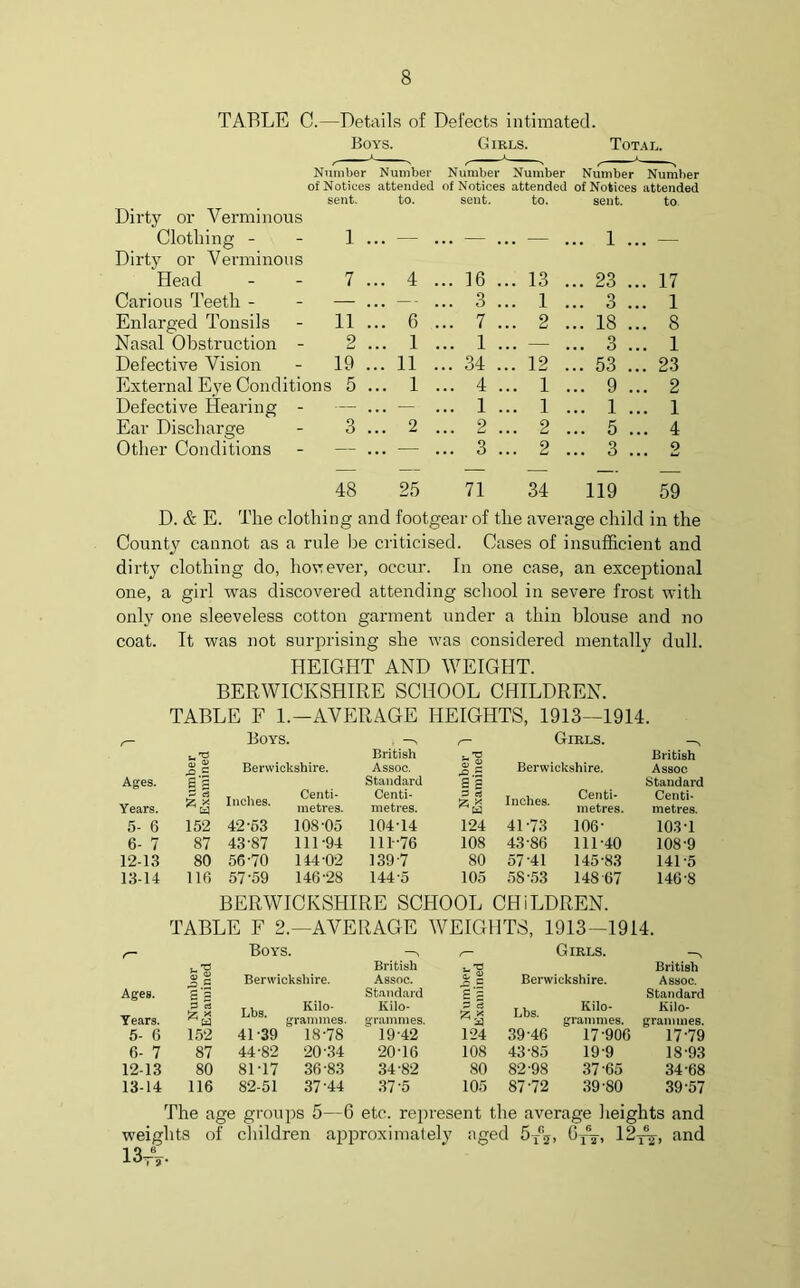 8
TABLE C.—Details of Defects intimated.
Boys. Girls. Total.
Number Number Number Number Number Number
of Notices attended of Notices attended of Notices attended
sent. to. sent. to. sent. to.
Dirty or Verminous
Clothing - - 1 ... — ... — ... — ... 1 ... —
Dirty or Verminous
Head - - 7 ... 4 ... 16 ... 13 ... 23 ... 17
Carious Teeth - - — ... — ... 3 ... 1 ... 3 ... 1
Enlarged Tonsils - 11 ... 6 ... 7 ... 2 ... 18 ... 8
Nasal Obstruction - 2 ... 1 ... 1 ... — ... 3 ... 1
Defective Vision - 19 ... 11 ... 34 ... 12 ... 53 ... 23
External Eye Conditions 5 ... 1 ... 4 ... 1 ... 9 ... 2
Defective Hearing - — ... — ... 1 ... 1 ... 1 ... 1
Ear Discharge - 3 ... 2 ... 2 ... 2 ... 5 ... 4
Other Conditions - — ... — ... 3 ... 2 ... 3 ... 2
48 25 71 34 119 59
D. & E. The clothing and footgear of the average child in the
County cannot as a rule be criticised. Cases of insufficient and
dirty clothing do, however, occur. In one case, an exceptional
one, a girl was discovered attending school in severe frost with
only one sleeveless cotton garment under a thin blouse and no
coat. It was not surprising she was considered mentally dull.
HEIGHT AND WEIGHT.
BERWICKSHIRE SCHOOL CHILDREN.
TABLE F 1.—AVERAGE HEIGHTS, 1913—1914.
Boys. Girls.
Ages. Years. Number Examined Berwickshire. Inches. Centi-metres. British Assoc. Standard Centi-metres. Number Examined Berwickshire. Inches. Centi-metres. British Assoc Standard Centi-metres.
5- 6 152 42·53 108·05 104·14 124 41·73 106· 103·1
6- 7 87 43·87 111·94 111·76 108 43·86 111·40 108·9
12-13 80 56·70 144·02 139·7 80 57·41 145·83 141·5
13-14 116 57·59 146·28 144·5 105 58·53 148·67 146·8
BERWICKSHIRE SCHOOL CHILDREN.
TABLE F 2.—AVERAGE WEIGHTS, 1913—1914.
Boys. Girls.
Ages. Years. Number Examined Berwickshire. Lbs. Kilo-grammes. British Assoc. Standard Kilo-grammes. Number Examined Berwickshire. Lbs. Kilo-grammes. British Assoc. Standard Kilo-grammes.
5- 6 152 41·39 18·78 19·42 124 39·46 17·906 17·79
6- 7 87 44·82 20·34 20·16 108 43·85 19·9 18·93
12-13 80 81·17 36·83 34·82 80 82·98 37·65 34·68
13-14 116 82·51 37·44 37·5 105 87·72 39·80 39·57
The age groups 5—6 etc. represent the average heights and
weights of children approximately aged 5 6/12, 6 6/12, 12 6/12, and
13 6/12.